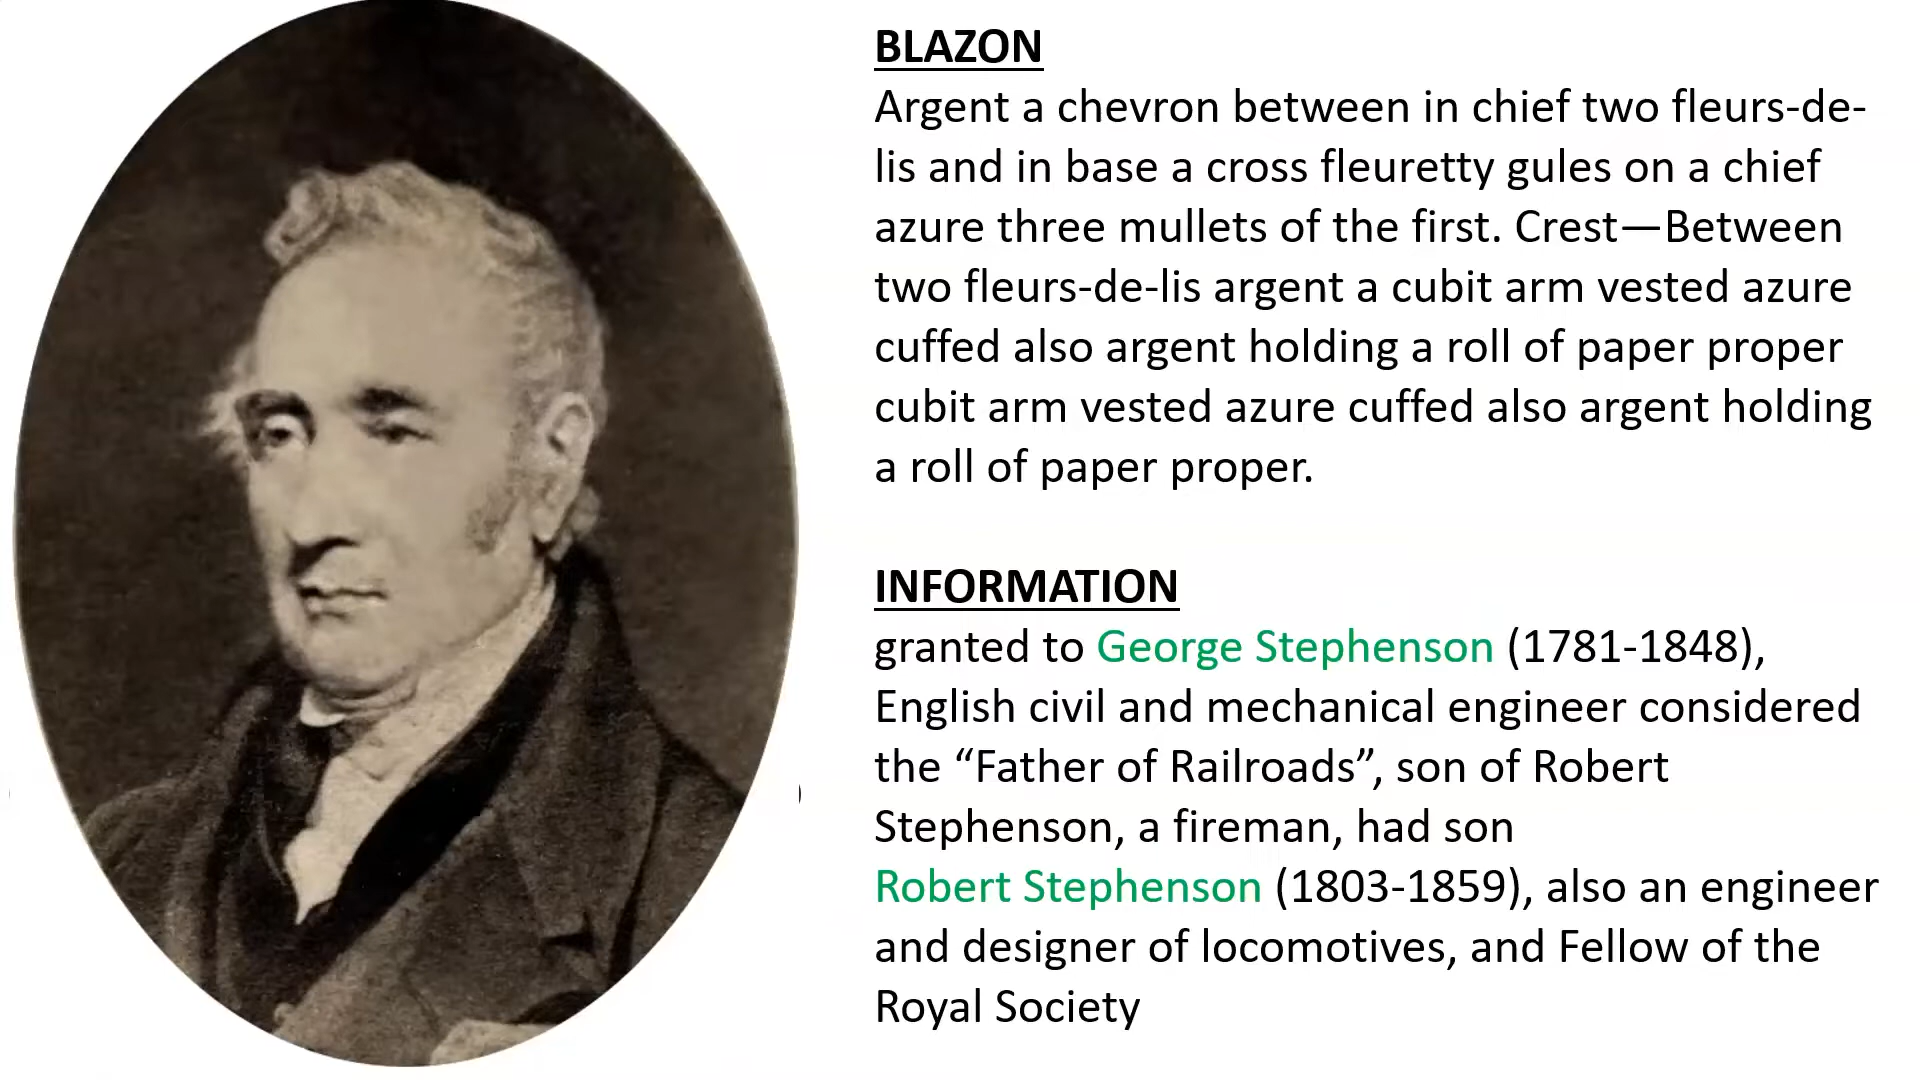 BLAZON
Argent a chevron between in chief two fleurs-de-
lis and in base a cross fleuretty gules on a chief
azure three mullets of the first. Crest—Between
two fleurs-de-lis argent a cubit arm vested azure
cuffed also argent holding a roll of paper proper
cubit arm vested azure cuffed also argent holding
a roll of paper proper.
INFORMATION
granted to George Stephenson (1781-1848),
English civil and mechanical engineer considered
the “Father of Railroads”, son of Robert
Stephenson, a fireman, had son
Robert Stephenson (1803-1859), also an engineer
and designer of locomotives, and Fellow of the
Royal Society